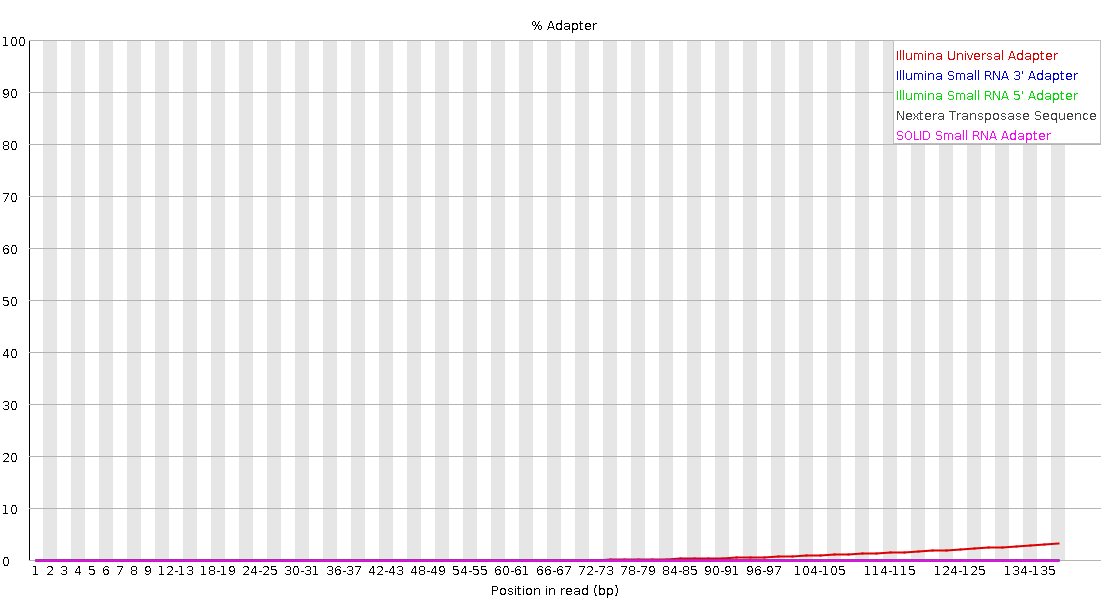 % Adapter
100
90
80
70
60
50
40
30
20
10
0
Illumina Universal Adapter
Illumina Small RNA 3' Adapter
Illumina Small RNA 5' Adapter
Nextera Transposase Sequence
SOLID Small RNA Adapter
1 2 3 4 5 6 7 8 9 12-13 18-19 24-25 30-31 36-37 42-43 48-49 54-55 60-61 66-67 72-73 78-79 84-85 90-91 96-97 104-105 114-115 124-125 134-135
Position in read (bp)